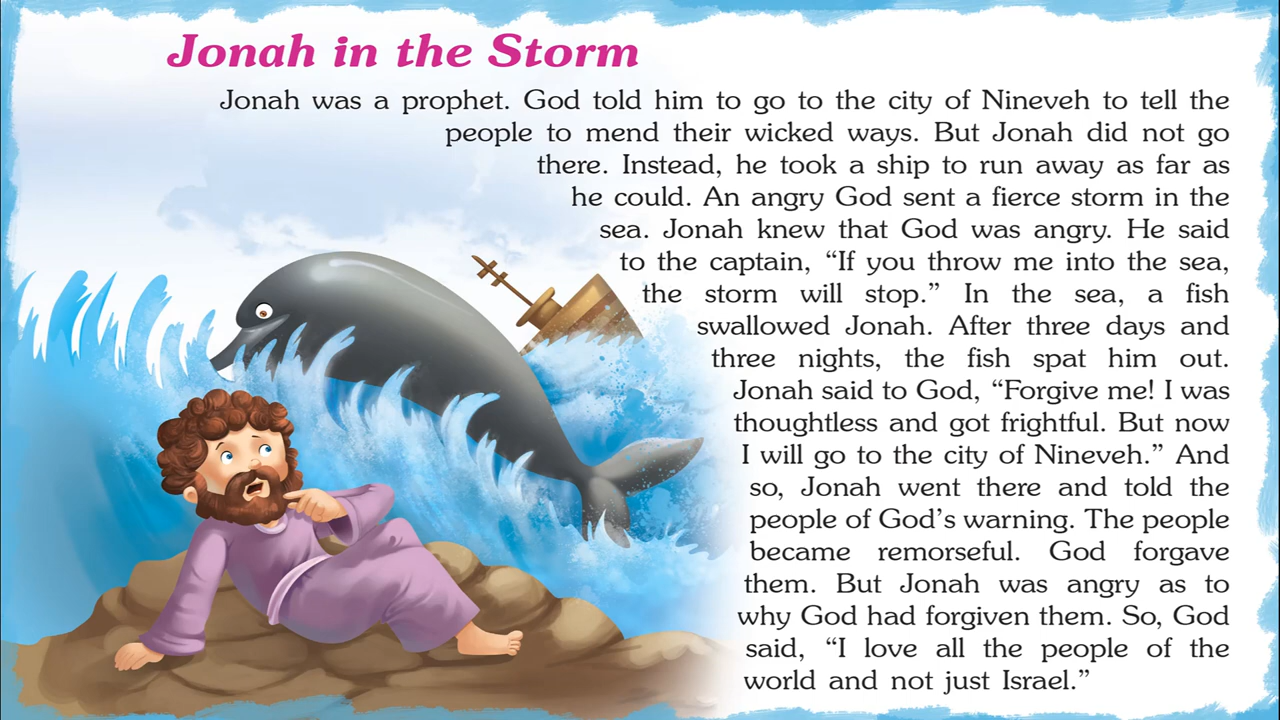 Jonah in the Storm
Jonah was a prophet. God told him to go to the city of Nineveh to tell the
people to mend their wicked ways. But Jonah did not go
there. Instead, he took a ship to run away as far as
he could. An angry God sent a fierce storm in the
sea. Jonah knew that God was angry. He said
to the captain, “If you throw me into the sea,
the storm will stop.” In the sea, a fish
swallowed Jonah. After three days and
three nights, the fish spat him out.
Jonah said to God, “Forgive me! I was
thoughtless and got frightful. But now
I will go to the city of Nineveh.” And
so, Jonah went there and told the
people of God’s warning. The people
became remorseful. God forgave
them. But Jonah was angry as to
why God had forgiven them. So, God
said, “I love all the people of the
world and not just Israel.”